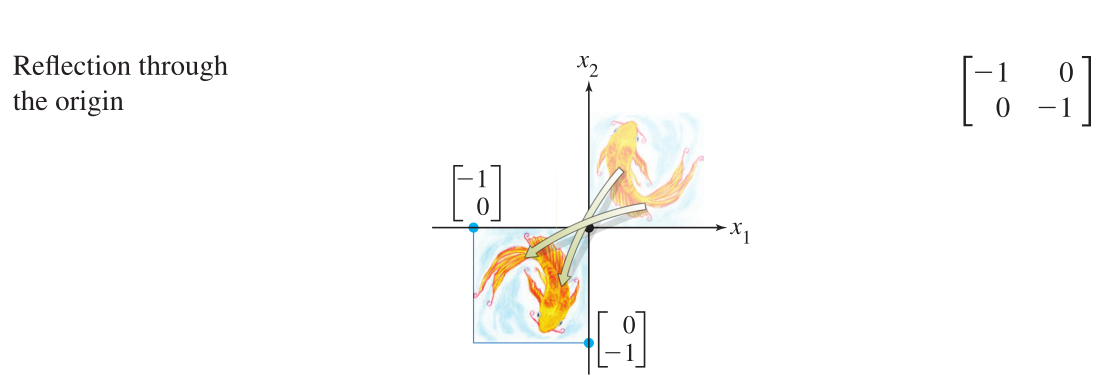 Reflection through
the origin
x₂
[−1 0]
[0 −1]
[−1
0]
x₁
[0
−1]